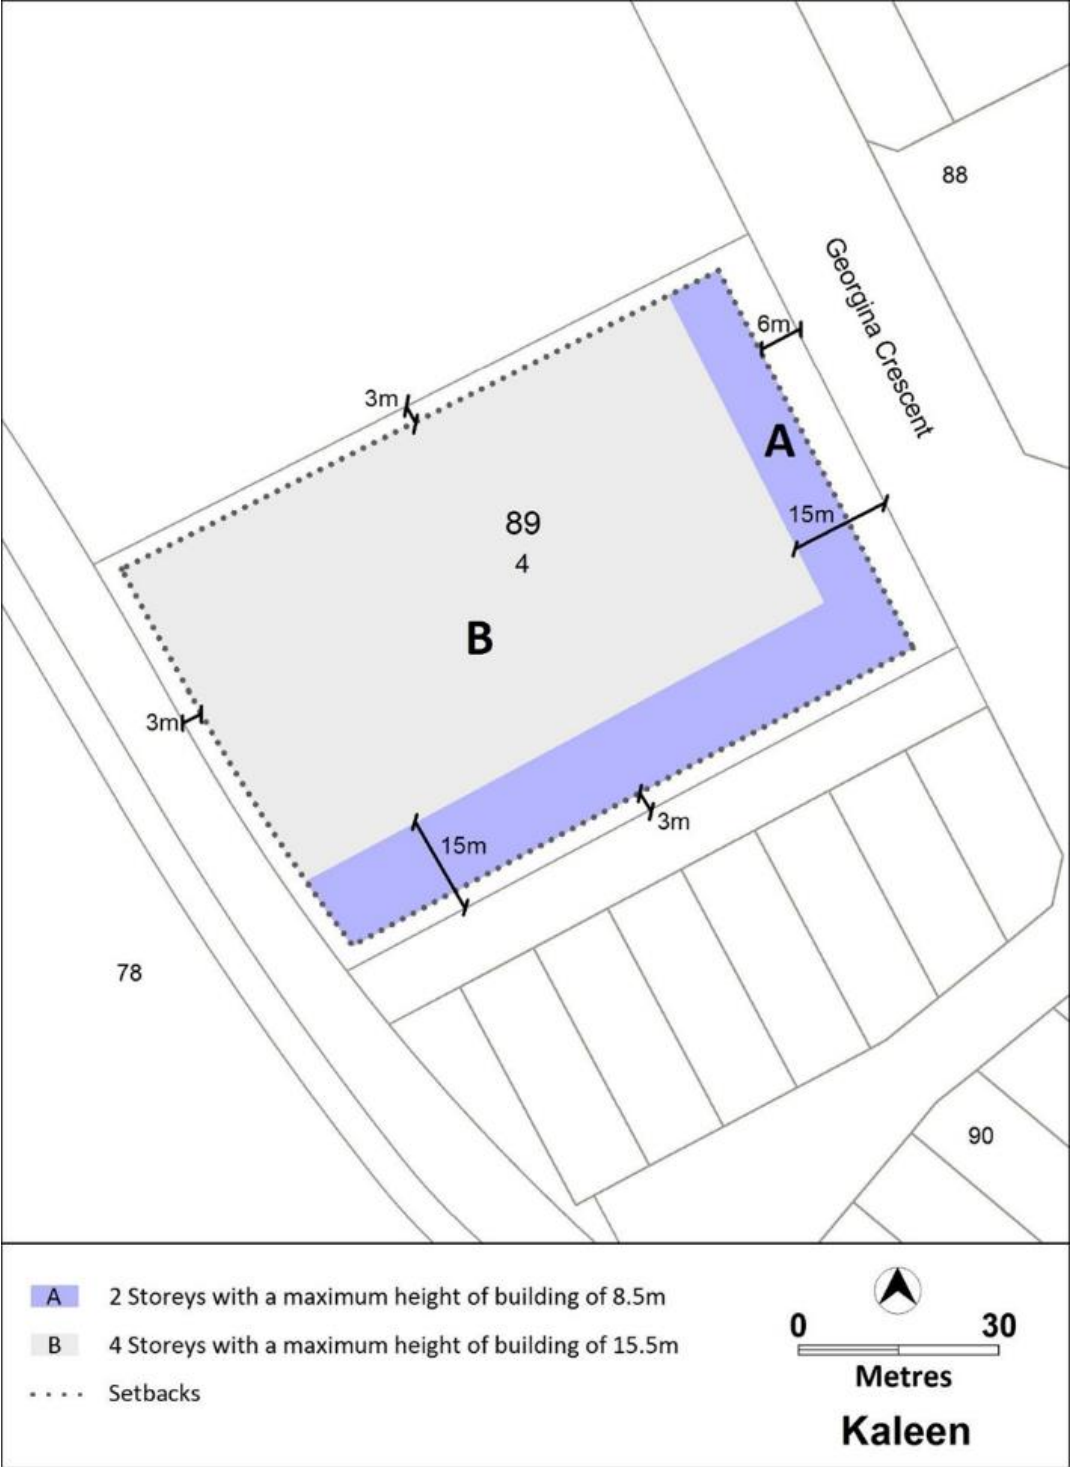 88
Georgina Crescent
6m
3m
A
15m
89
4
B
3m
3m
15m
78
90
A 2 Storeys with a maximum height of building of 8.5m
B 4 Storeys with a maximum height of building of 15.5m
Setbacks
0 30
Metres
Kaleen